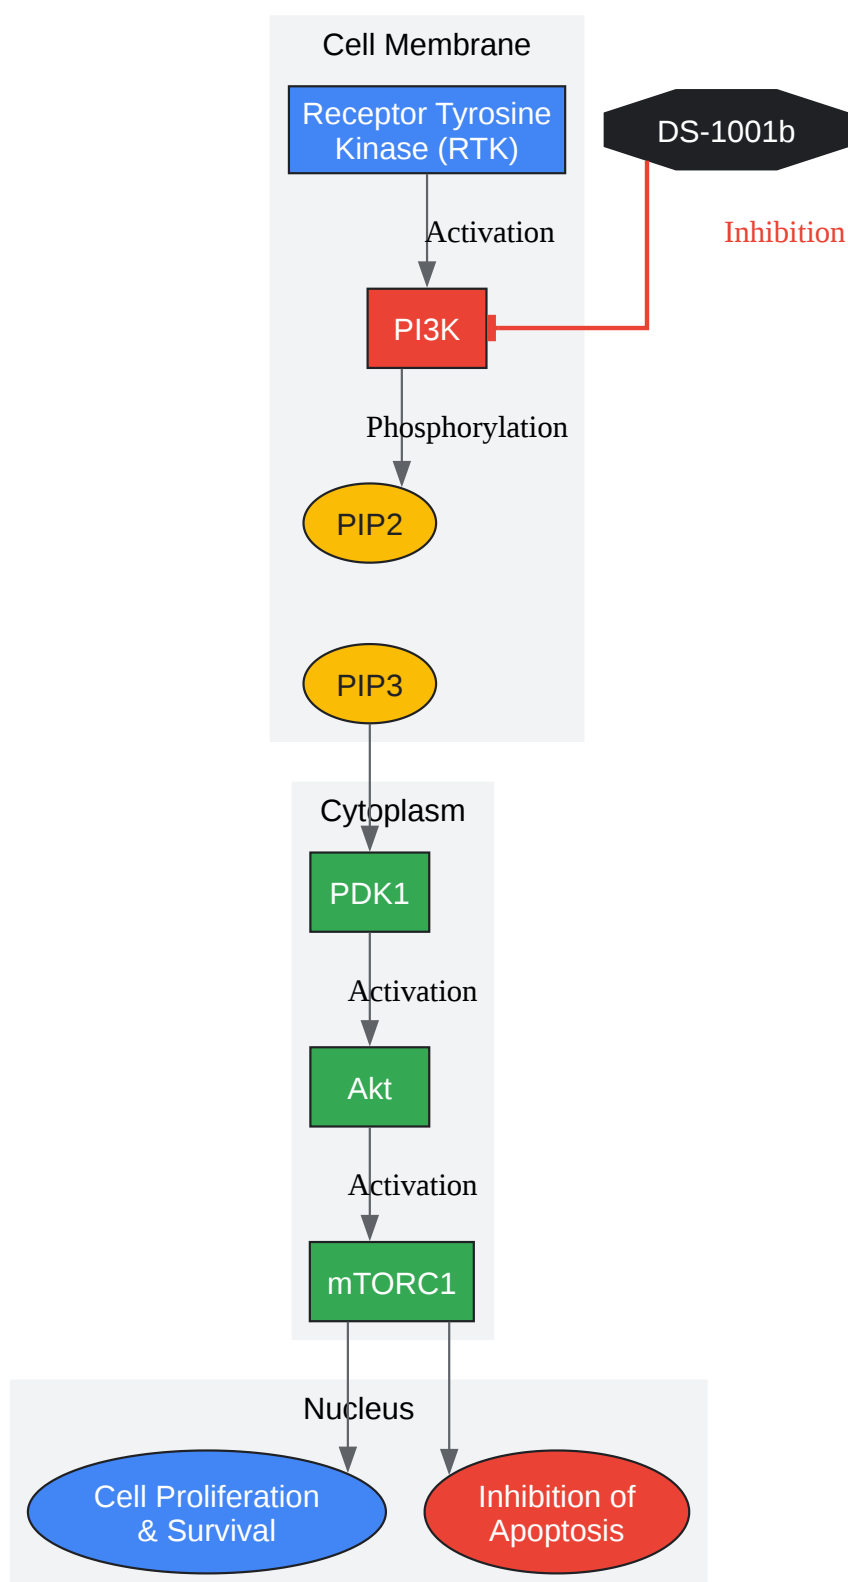 Cell Membrane
Receptor Tyrosine
Kinase (RTK)
DS-1001b
Activation
Inhibition
PI3K
Phosphorylation
PIP2
PIP3
Cytoplasm
PDK1
Activation
Akt
Activation
mTORC1
Nucleus
Cell Proliferation
& Survival
Inhibition of
Apoptosis